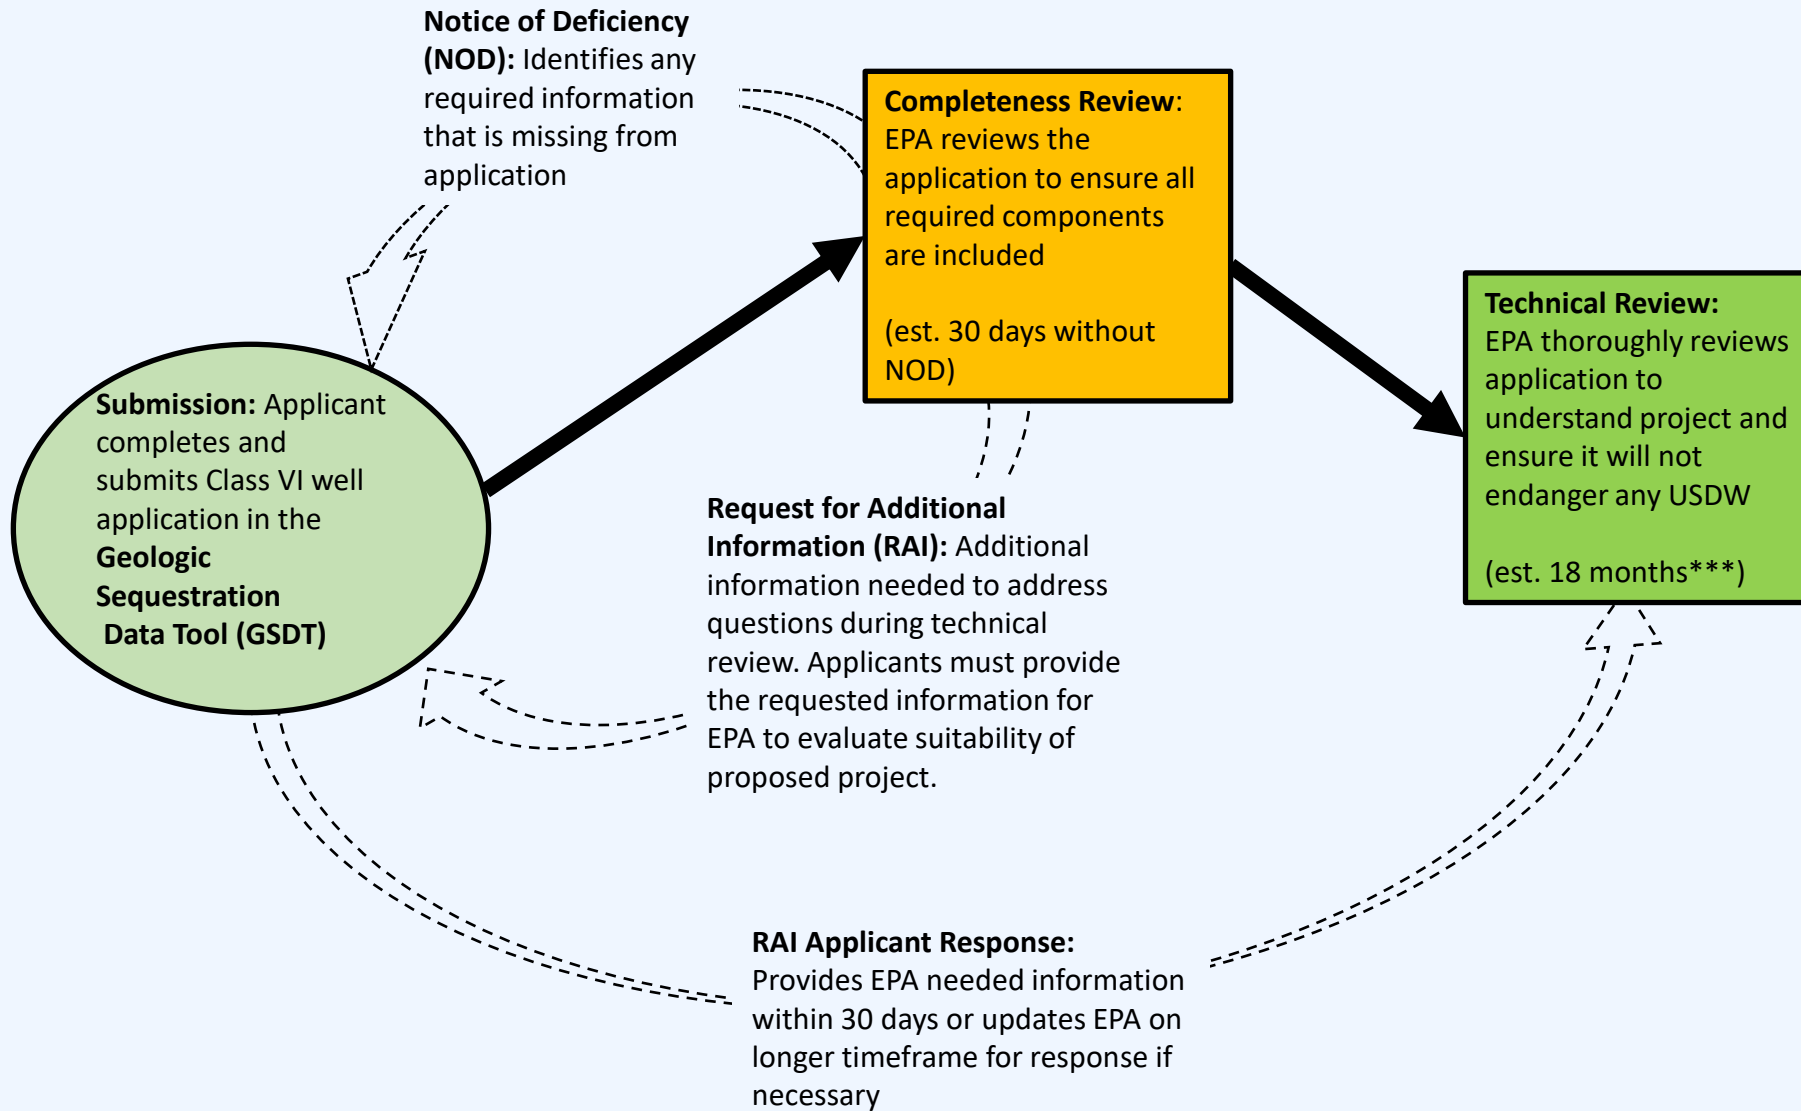 Notice of Deficiency
(NOD): Identifies any
required information
that is missing from
application
Completeness Review:
EPA reviews the
application to ensure all
required components
are included
(est. 30 days without
NOD)
Technical Review:
EPA thoroughly reviews
application to
understand project and
ensure it will not
endanger any USDW
(est. 18 months***)
Submission: Applicant
completes and
submits Class VI well
application in the
Geologic
Sequestration
Data Tool (GSDT)
Request for Additional
Information (RAI): Additional
information needed to address
questions during technical
review. Applicants must provide
the requested information for
EPA to evaluate suitability of
proposed project.
RAI Applicant Response:
Provides EPA needed information
within 30 days or updates EPA on
longer timeframe for response if
necessary